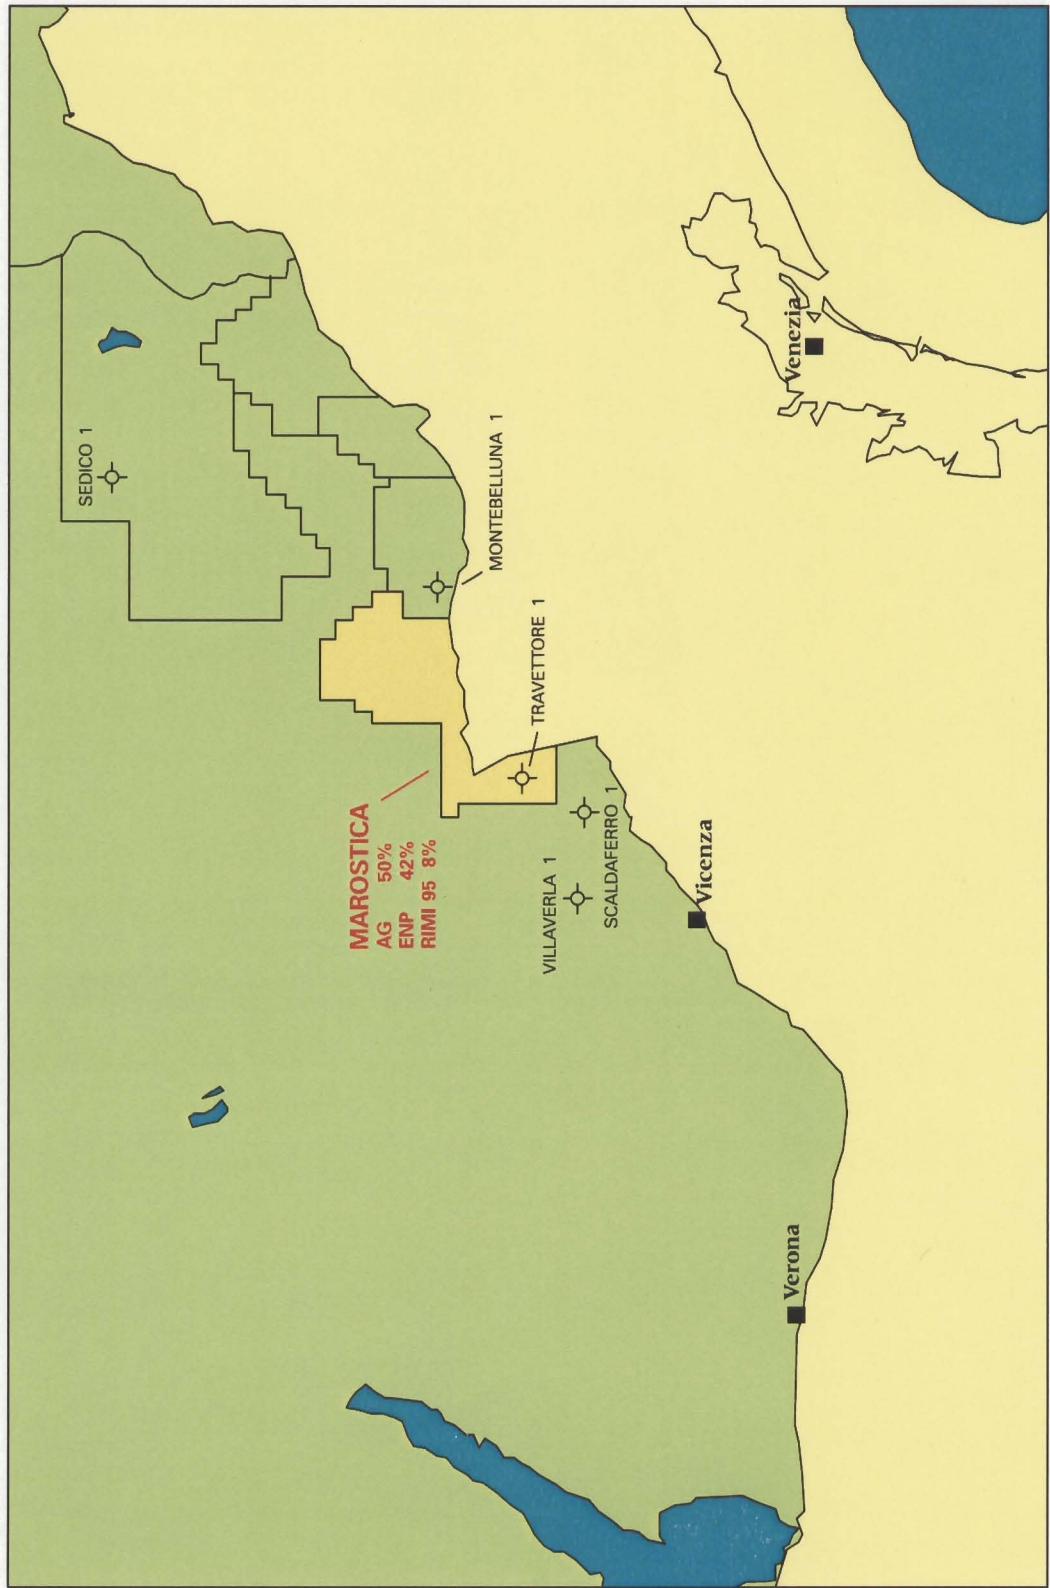 SEDICO 1
MONTEBELLUNA 1
Venezia
MAROSTICA
AG 50%
ENP 42%
RIMI 95 8%
TRAVETTORE 1
VILLAVERLA 1
SCALDAFERRO 1
Vicenza
Verona